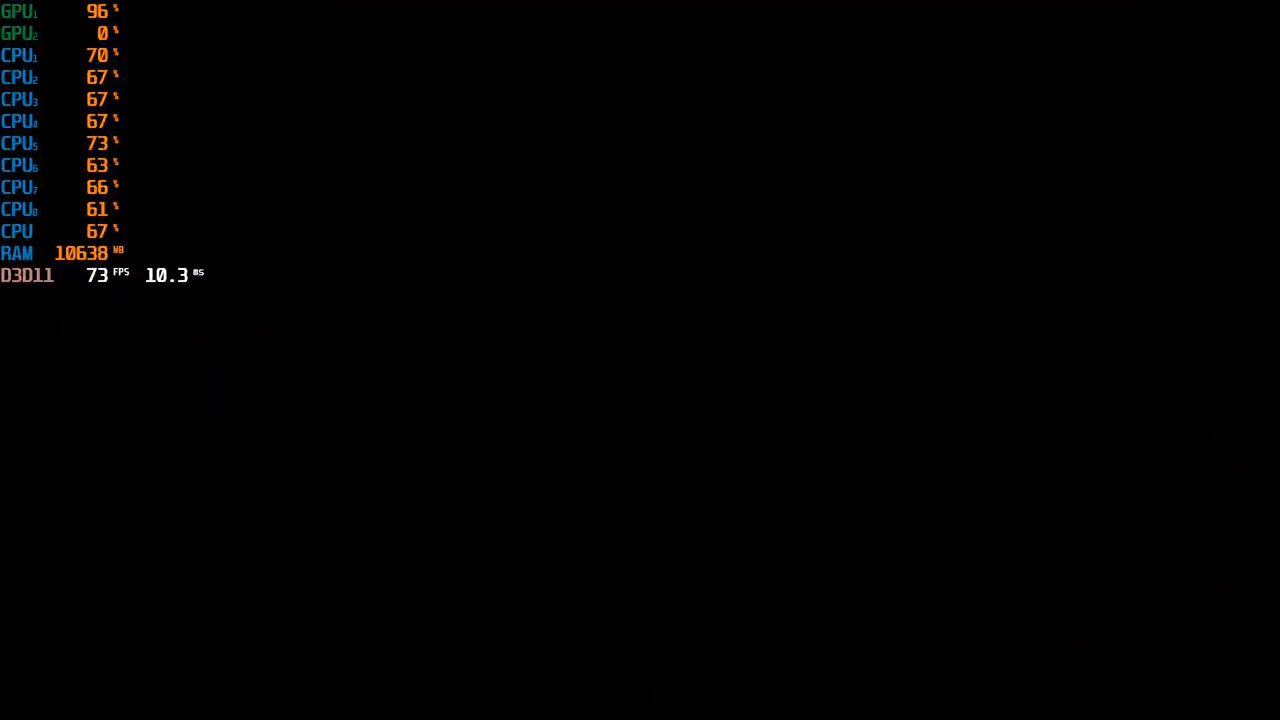 GPU₁ 96 %
GPU₂ 0 %
CPU₁ 70 %
CPU₂ 67 %
CPU₃ 67 %
CPU₄ 67 %
CPU₅ 73 %
CPU₆ 63 %
CPU₇ 66 %
CPU₈ 61 %
CPU 67 %
RAM 10638 MB
D3D11 73 FPS 10.3 ms